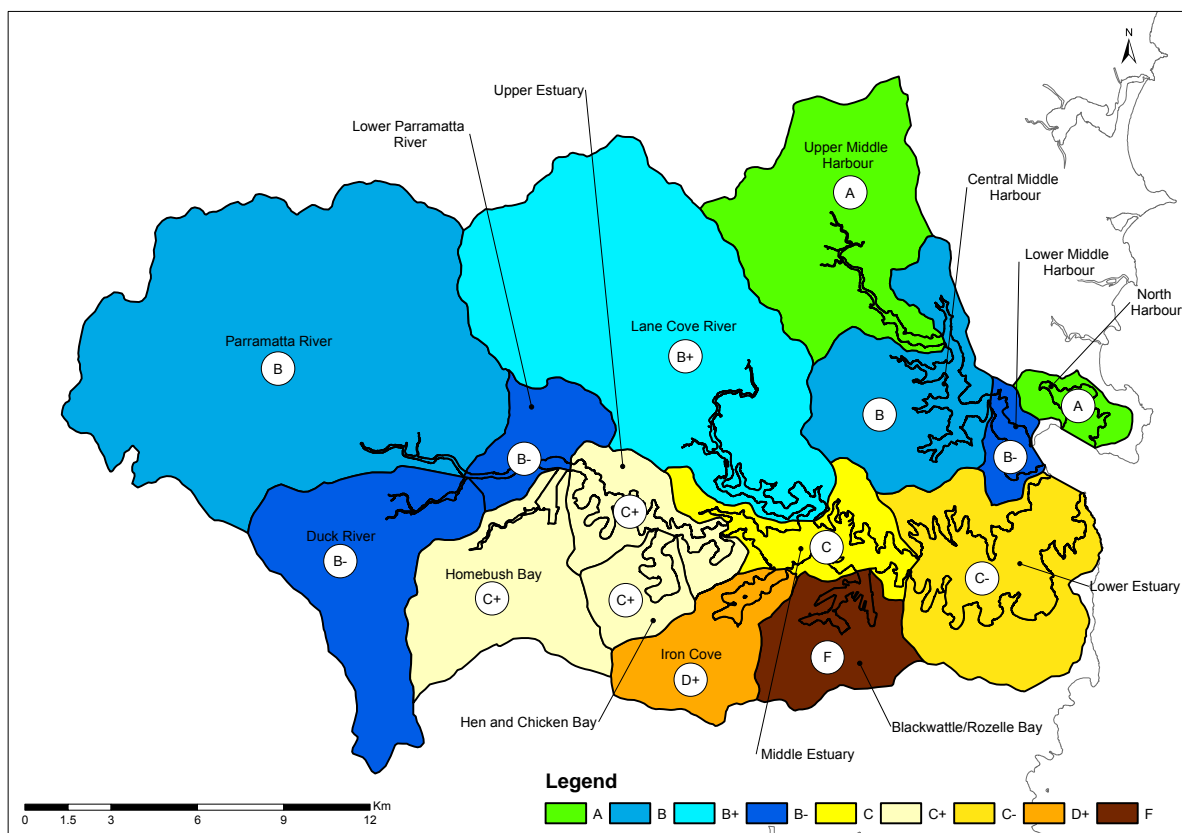 N
Upper Estuary
Lower Parramatta
River
Upper Middle
Harbour
A
Central Middle
Harbour
Lower Middle
Harbour
North
Harbour
Parramatta River
B
Lane Cove River
B+
B
A
B-
B-
Duck River
B-
C+
C
C-
Lower Estuary
Homebush Bay
C+
C+
Iron Cove
D+
F
Hen and Chicken Bay
Blackwattle/Rozelle Bay
Middle Estuary
Legend
A
B
B+
B-
C
C+
C-
D+
F
Km
0
1.5
3
6
9
12